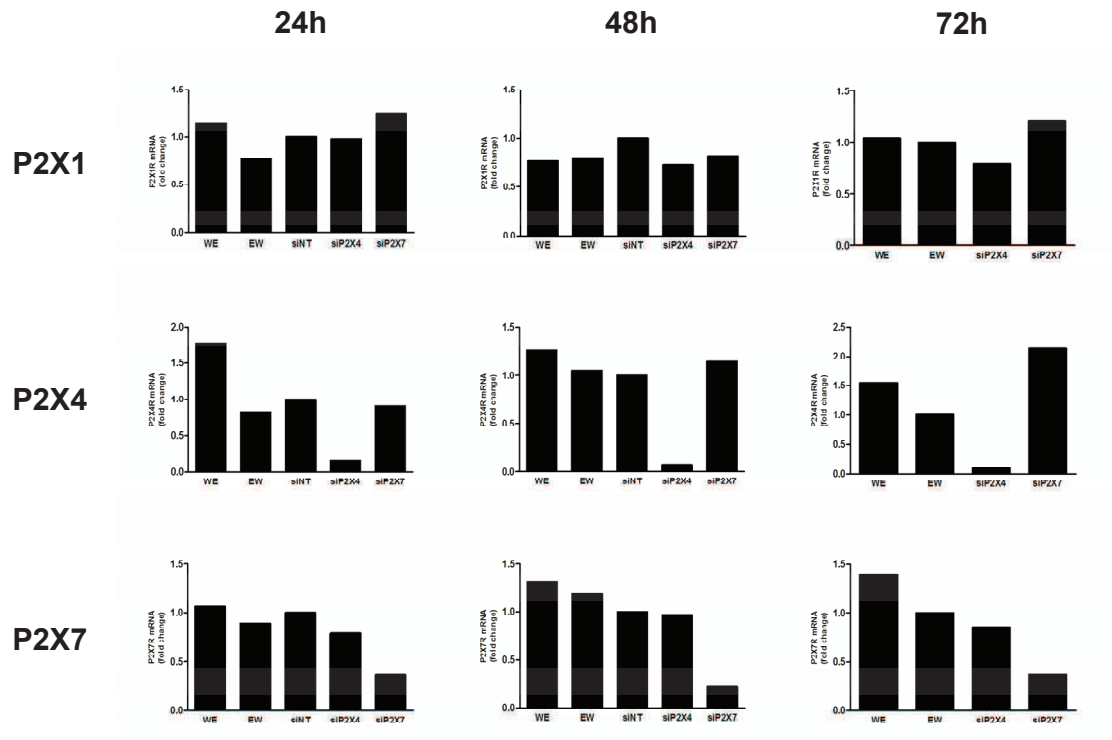 24h 48h 72h
P2X1
P2X1R mRNA
(fold change)
1.5
1.0
0.5
0.0
WE EW siNT siP2X4 siP2X7
P2X1R mRNA
(fold change)
1.5
1.0
0.5
0.0
WE EW siNT siP2X4 siP2X7
P2X1R mRNA
(fold change)
1.5
1.0
0.5
0.0
WE EW siP2X4 siP2X7
P2X4
P2X4R mRNA
(fold change)
2.0
1.5
1.0
0.5
0.0
WE EW siNT siP2X4 siP2X7
P2X4R mRNA
(fold change)
1.5
1.0
0.5
0.0
WE EW siNT siP2X4 siP2X7
P2X4R mRNA
(fold change)
2.5
2.0
1.5
1.0
0.5
0.0
WE EW siP2X4 siP2X7
P2X7
P2X7R mRNA
(fold change)
1.5
1.0
0.5
0.0
WE EW siNT siP2X4 siP2X7
P2X7R mRNA
(fold change)
1.5
1.0
0.5
0.0
WE EW siNT siP2X4 siP2X7
P2X7R mRNA
(fold change)
1.5
1.0
0.5
0.0
WE EW siP2X4 siP2X7